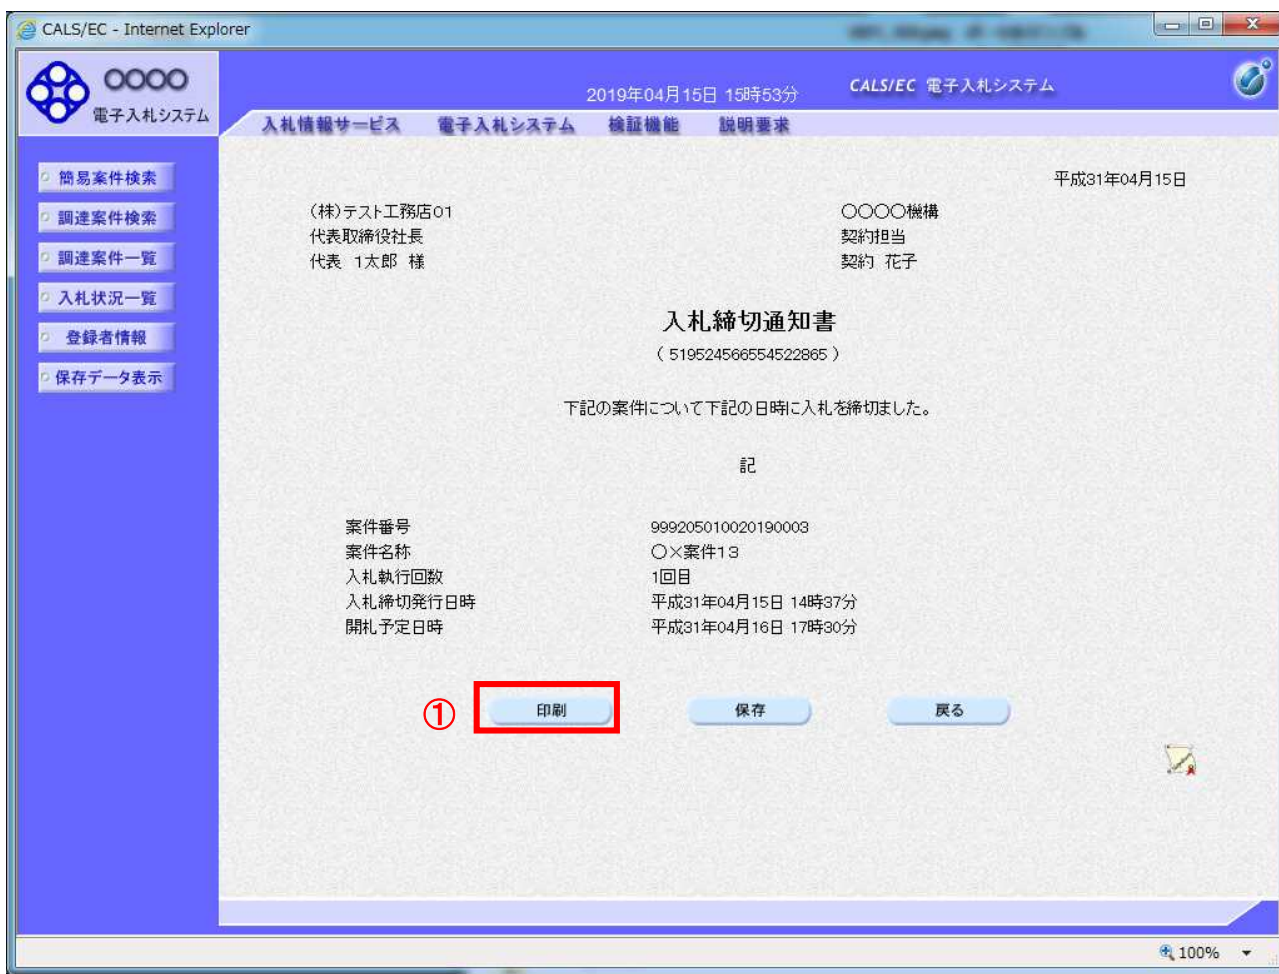 CALS/EC - Internet Explorer
〇〇〇〇
電子入札システム
2019年04月15日 15時53分
CALS/EC 電子入札システム
入札情報サービス 電子入札システム 検証機能 説明要求
簡易案件検索
調達案件検索
調達案件一覧
入札状況一覧
登録者情報
保存データ表示
平成31年04月15日
(株)テスト工務店01
代表取締役社長
代表 1太郎 様
〇〇〇〇機構
契約担当
契約 花子
入札締切通知書
( 519524566554522865 )
下記の案件について下記の日時に入札を締切ました。
記
案件番号 999205010020190003
案件名称 〇×案件13
入札執行回数 1回目
入札締切発行日時 平成31年04月15日 14時37分
開札予定日時 平成31年04月16日 17時30分
① 印刷 保存 戻る
100%